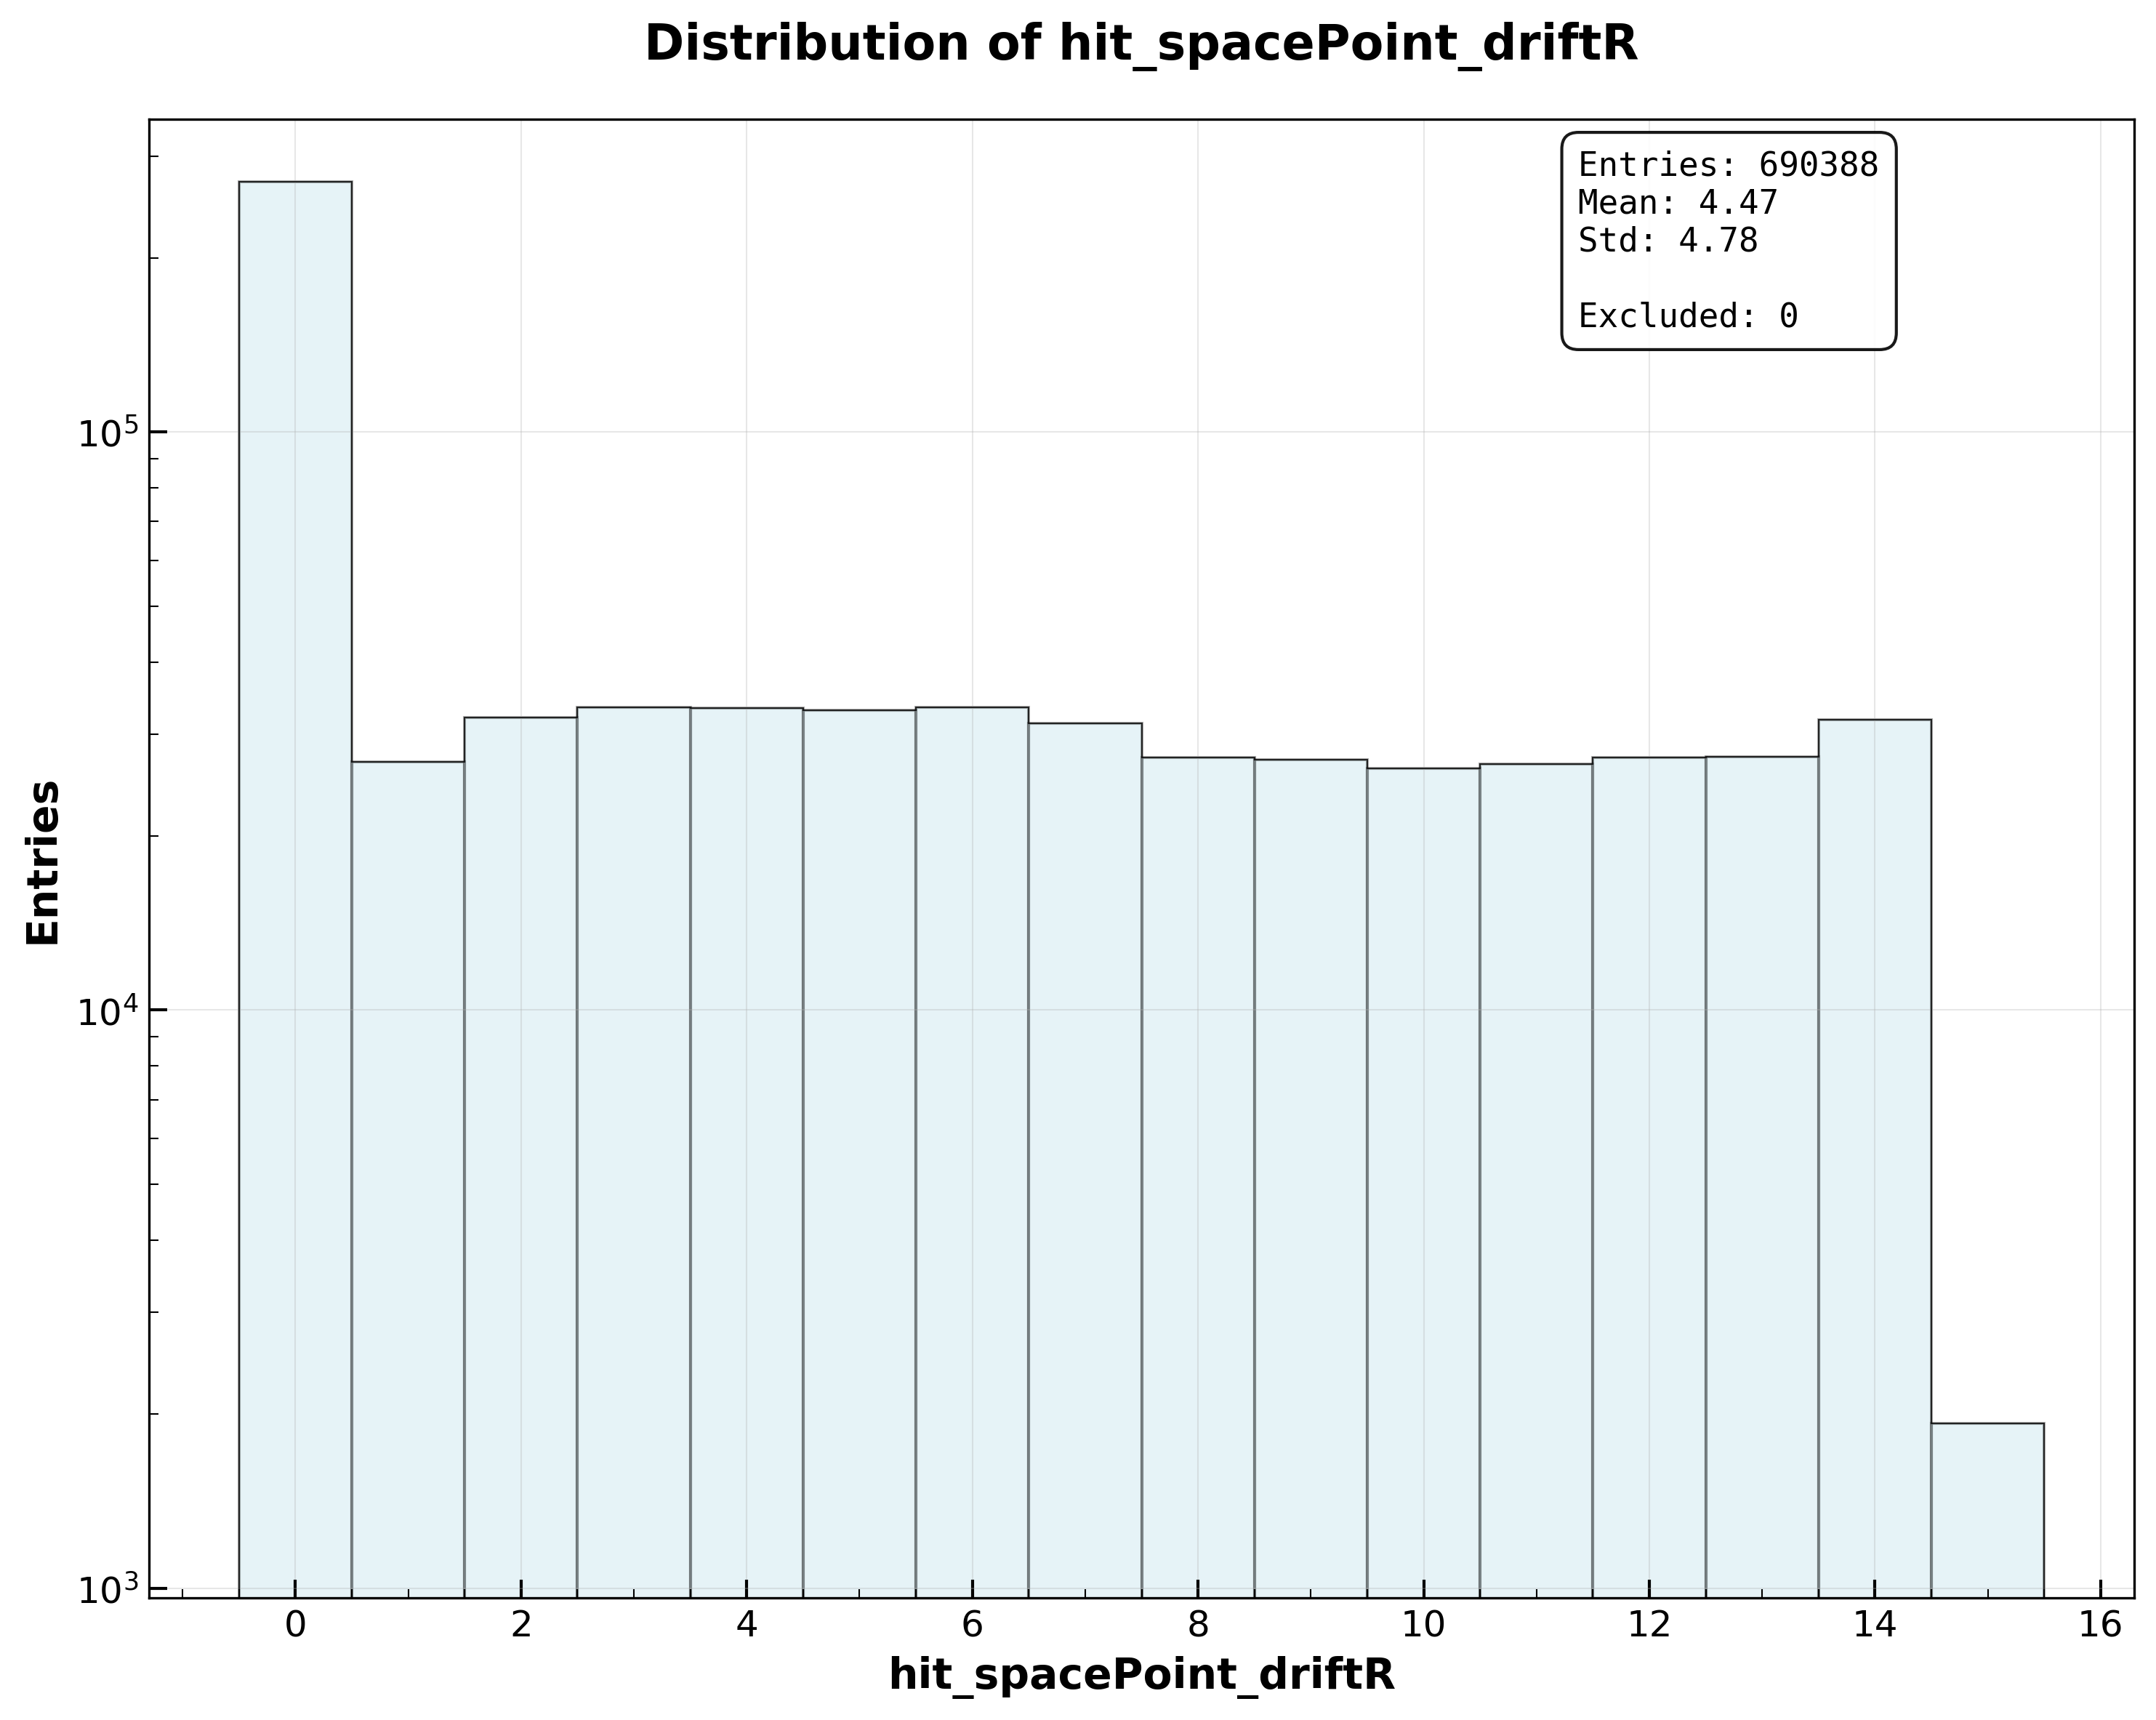 Distribution of hit_spacePoint_driftR
Entries: 690388
Mean: 4.47
Std: 4.78
Excluded: 0
10^5
10^4
10^3
Entries
0 2 4 6 8 10 12 14 16
hit_spacePoint_driftR